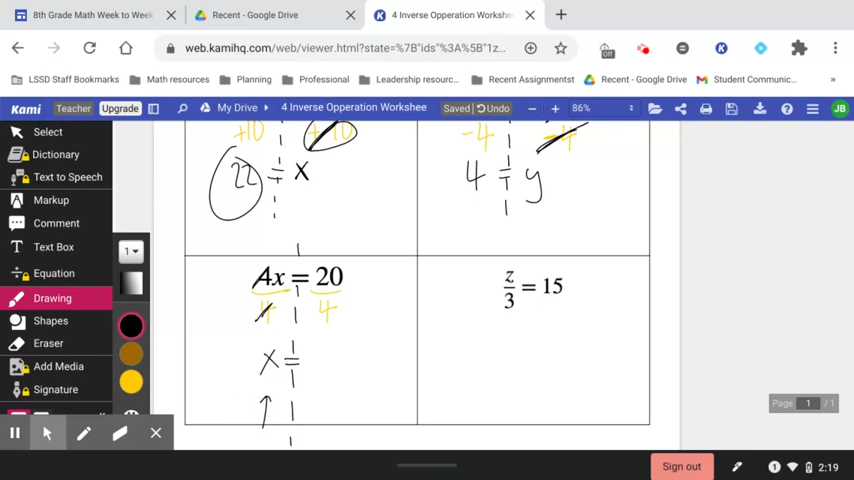 8th Grade Math Week to Week
Recent - Google Drive
4 Inverse Opperation Workshe
web.kamihq.com/web/viewer.html?state=%7B"ids"%3A%5B"1z...
Off
LSSD Staff Bookmarks
Math resources
Planning
Professional
Leadership resourc...
Recent Assignmentst
Recent - Google Drive
Student Communic...
Kami
Teacher
Upgrade
My Drive
4 Inverse Opperation Workshee
Saved
Undo
86%
JB
Select
Dictionary
Text to Speech
Markup
Comment
Text Box
Equation
Drawing
Shapes
Eraser
Add Media
Signature
1
+10
+10
22 = x
-4
-4
4 = y
4x = 20
4
4
x =
z/3 = 15
Page 1 / 1
Sign out
1
2:19